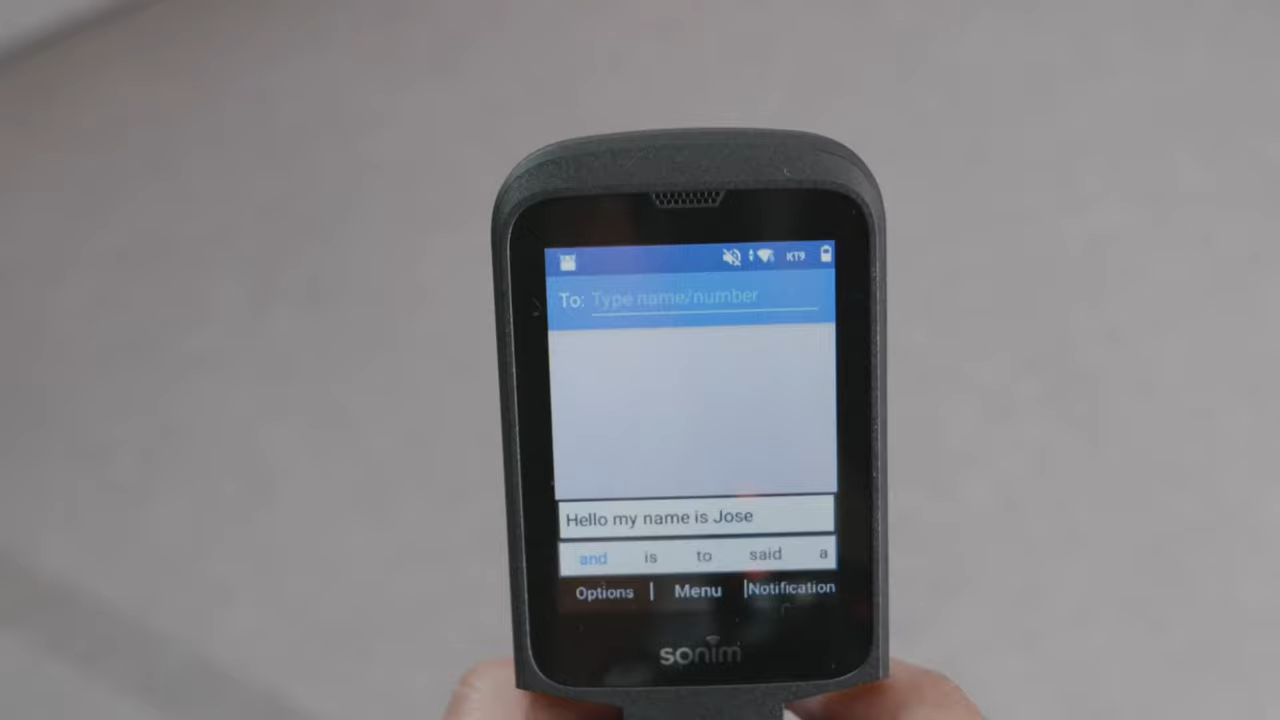 KT9
To: Type name/number
Hello my name is Jose
and is to said a
Options | Menu | Notification
sonim